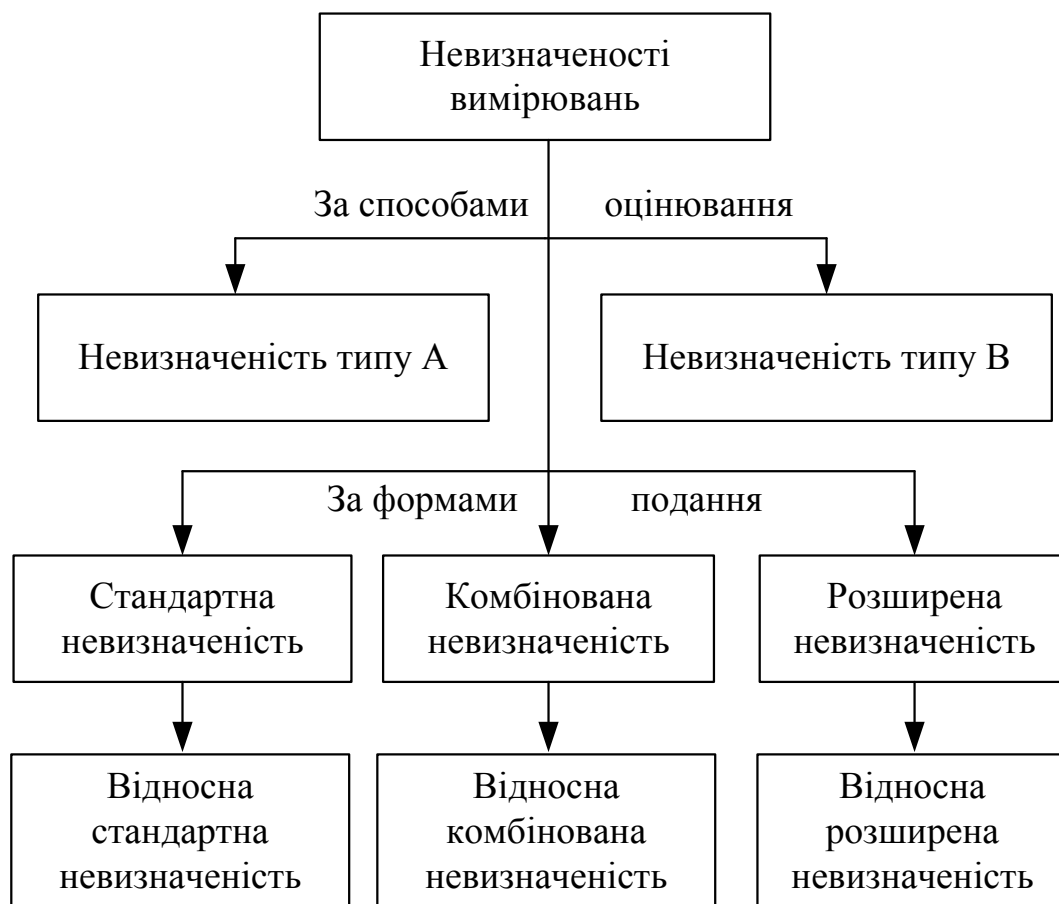 Невизначеності
вимірювань
За способами оцінювання
Невизначеність типу А
Невизначеність типу В
За формами подання
Стандартна
невизначеність
Комбінована
невизначеність
Розширена
невизначеність
Відносна
стандартна
невизначеність
Відносна
комбінована
невизначеність
Відносна
розширена
невизначеність